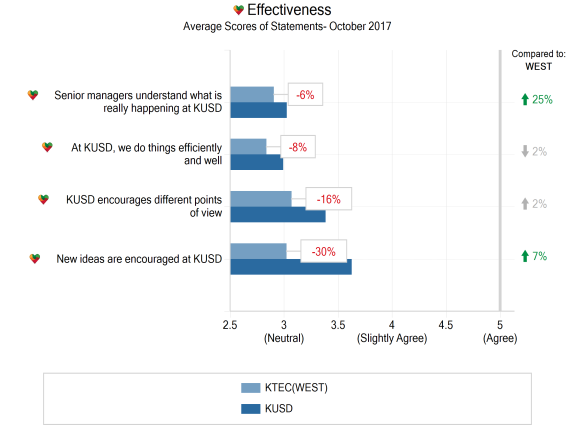 Effectiveness
Average Scores of Statements- October 2017
Compared to:
WEST
Senior managers understand what is
really happening at KUSD
-6%
25%
At KUSD, we do things efficiently
and well
-8%
2%
KUSD encourages different points
of view
-16%
2%
New ideas are encouraged at KUSD
-30%
7%
2.5 3 3.5 4 4.5 5
(Neutral) (Slightly Agree) (Agree)
KTEC(WEST)
KUSD